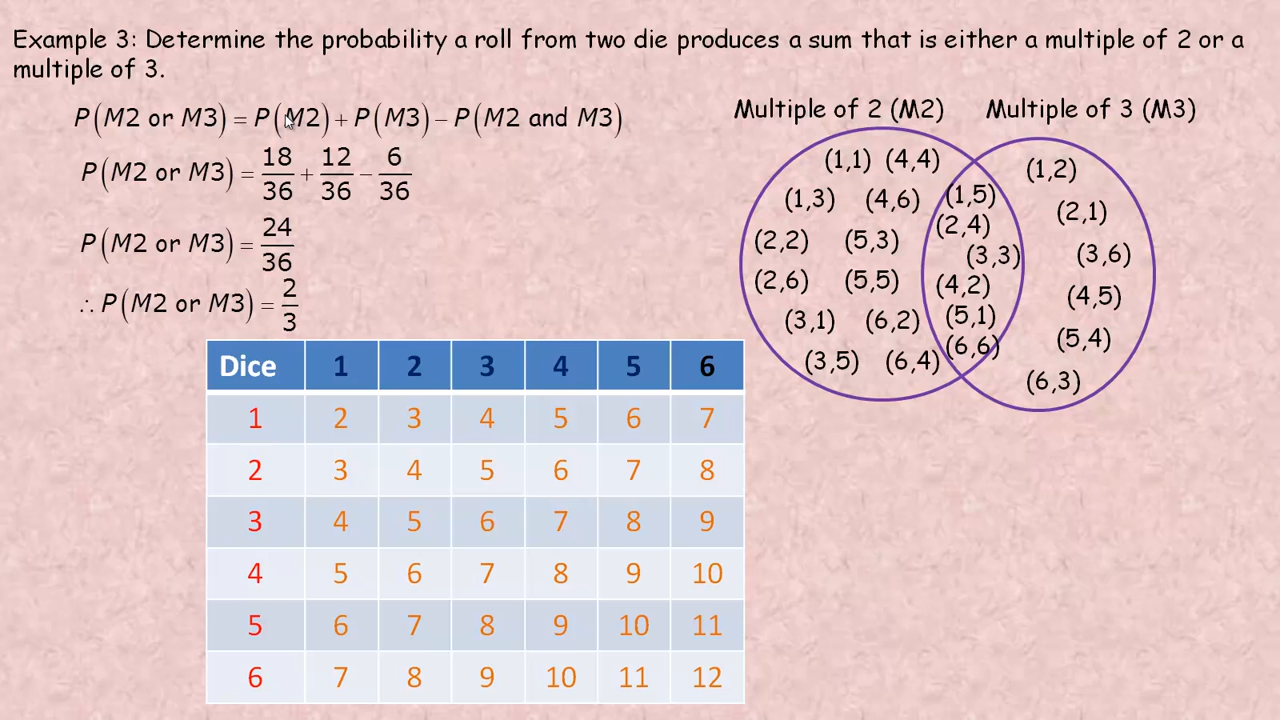 Example 3: Determine the probability a roll from two die produces a sum that is either a multiple of 2 or a
multiple of 3.
P(M2 or M3) = P(M2) + P(M3) − P(M2 and M3)
P(M2 or M3) = 18/36 + 12/36 − 6/36
P(M2 or M3) = 24/36
∴ P(M2 or M3) = 2/3
Multiple of 2 (M2) Multiple of 3 (M3)
(1,1) (4,4)
(1,3) (4,6)
(2,2) (5,3)
(2,6) (5,5)
(3,1) (6,2)
(3,5) (6,4)
(1,5)
(2,4)
(3,3)
(4,2)
(5,1)
(6,6)
(1,2)
(2,1)
(3,6)
(4,5)
(5,4)
(6,3)
Dice 1 2 3 4 5 6
1 2 3 4 5 6 7
2 3 4 5 6 7 8
3 4 5 6 7 8 9
4 5 6 7 8 9 10
5 6 7 8 9 10 11
6 7 8 9 10 11 12